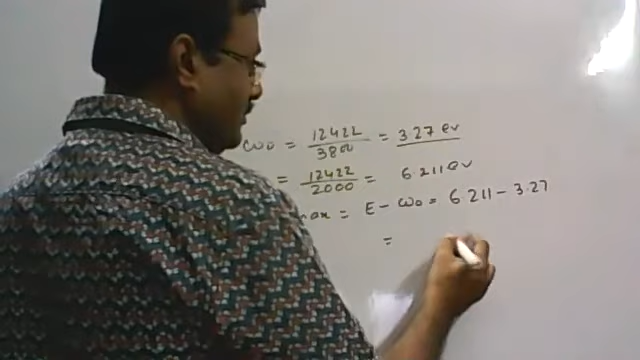 ω0 = 12422/3800 = 3.27 ev
= 12422/2000 = 6.211 ev
max = E - ω0 = 6.211 - 3.27
=